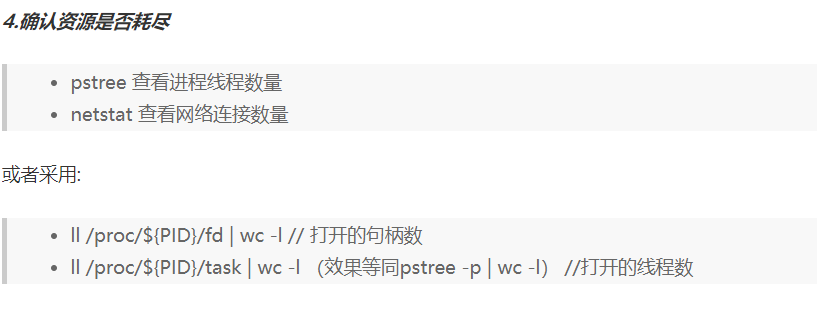 4.确认资源是否耗尽
• pstree 查看进程线程数量
• netstat 查看网络连接数量
或者采用:
• ll /proc/${PID}/fd | wc -l // 打开的句柄数
• ll /proc/${PID}/task | wc -l （效果等同pstree -p | wc -l） //打开的线程数